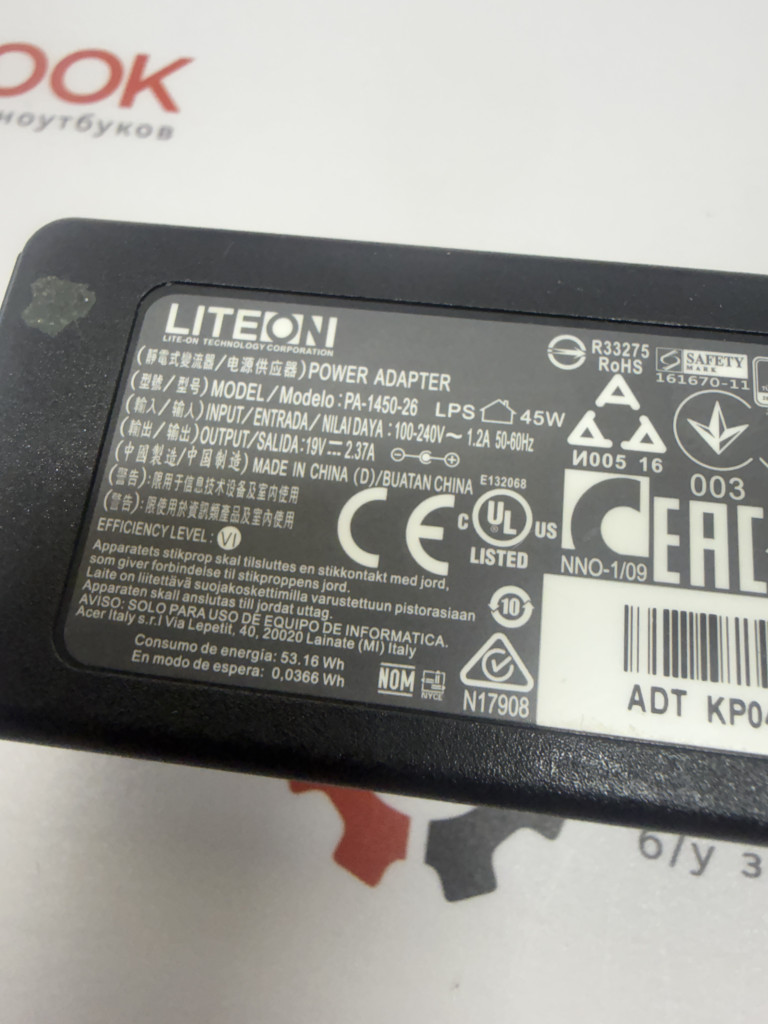 OOK
ноутбуков
LITEON
LITE-ON TECHNOLOGY CORPORATION
(靜電式變流器/电源供应器) POWER ADAPTER
(型號/型号) MODEL / Modelo : PA-1450-26
LPS 45W
(輸入/输入) INPUT / ENTRADA / NILAI DAYA : 100-240V~ 1.2A 50-60Hz
(輸出/输出) OUTPUT/SALIDA : 19V⎓ 2.37A
(中國製造/中国制造) MADE IN CHINA (D)/BUATAN CHINA
(警告): 限用于信息技术设备及室内使用
(警告): 限使用於資訊類產品及室內使用
EFFICIENCY LEVEL : VI
Apparatets stikprop skal tilsluttes en stikkontakt med jord,
som giver forbindelse til stikproppens jord.
Laite on liitettävä suojakoskettimilla varustettuun pistorasiaan
Apparaten skall anslutas till jordat uttag.
AVISO: SOLO PARA USO DE EQUIPO DE INFORMATICA.
Acer Italy s.r.l Via Lepetit, 40, 20020 Lainate (MI) Italy
Consumo de energía: 53.16 Wh
En modo de espera: 0,0366 Wh
R33275
RoHS
SAFETY
MARK
161670-11
И005 16
003
E132068
CE
C UL US
LISTED
NNO-1/09
EAC
10
NOM
NYCE
N17908
ADT KP04
б/у з